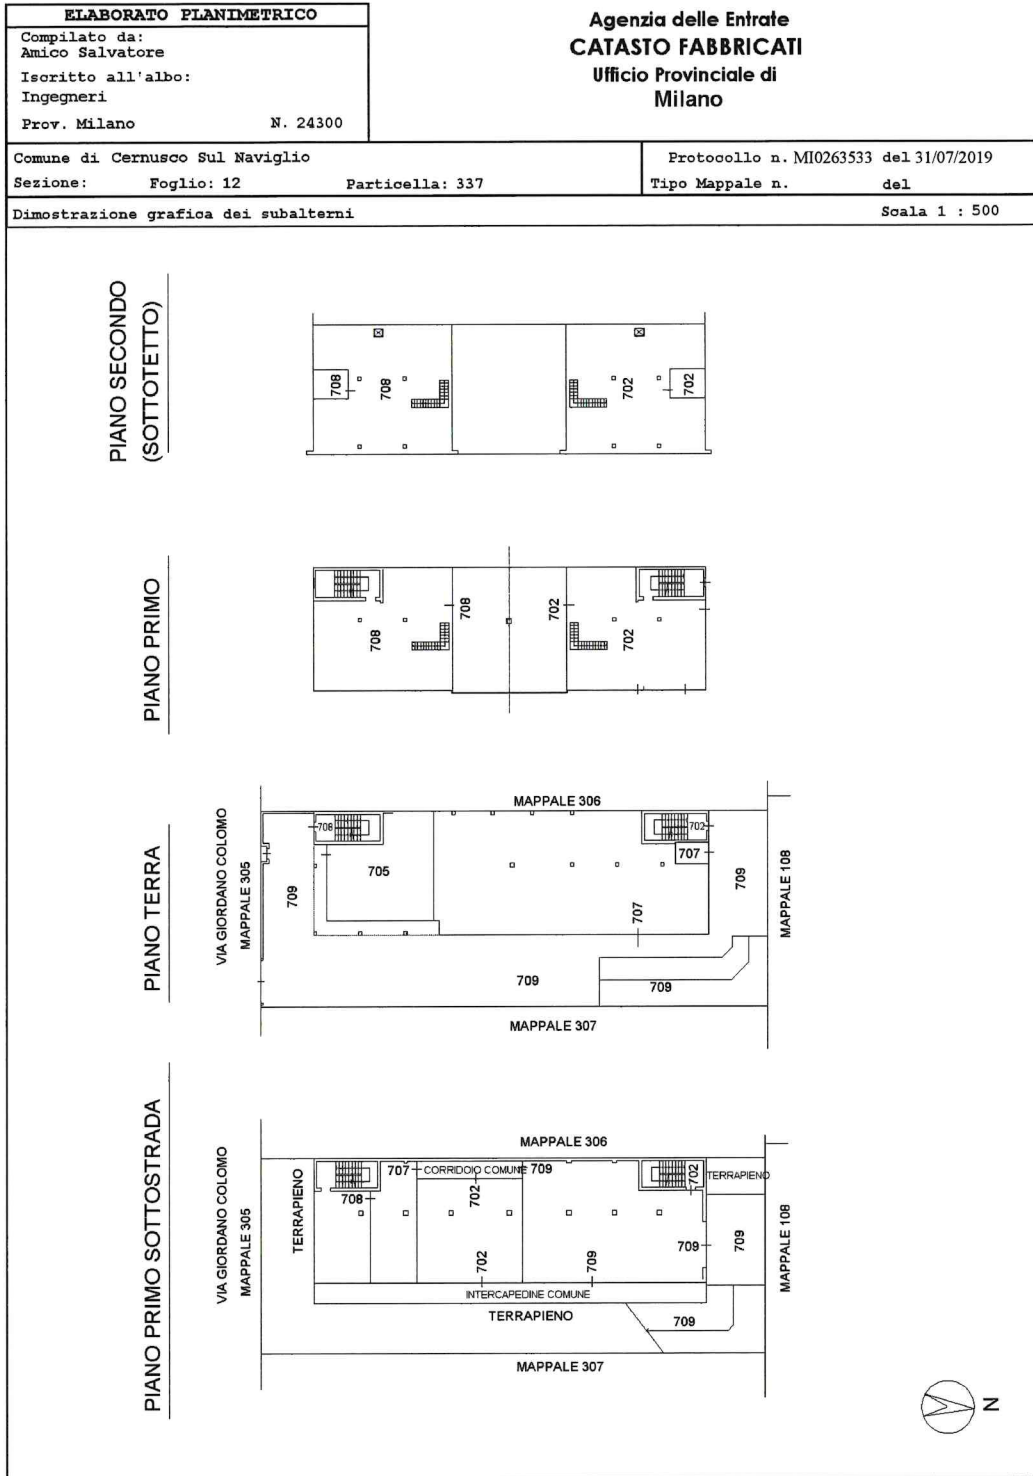 ELABORATO PLANIMETRICO
Compilato da:
Amico Salvatore
Iscritto all'albo:
Ingegneri
Prov. Milano N. 24300
Agenzia delle Entrate
CATASTO FABBRICATI
Ufficio Provinciale di
Milano
Comune di Cernusco Sul Naviglio
Sezione: Foglio: 12 Particella: 337
Protocollo n. MI0263533 del 31/07/2019
Tipo Mappale n. del
Dimostrazione grafica dei subalterni
Scala 1 : 500
PIANO SECONDO
(SOTTOTETTO)
708
708
702
702
PIANO PRIMO
708
708
702
702
PIANO TERRA
VIA GIORDANO COLOMO
MAPPALE 305
MAPPALE 306
708
702
707
705
709
709
707
709
709
MAPPALE 108
MAPPALE 307
PIANO PRIMO SOTTOSTRADA
VIA GIORDANO COLOMO
MAPPALE 305
MAPPALE 306
TERRAPIENO
707
CORRIDOIO COMUNE
709
702
TERRAPIENO
708
702
709
709
702
709
INTERCAPEDINE COMUNE
TERRAPIENO
709
MAPPALE 108
MAPPALE 307
N